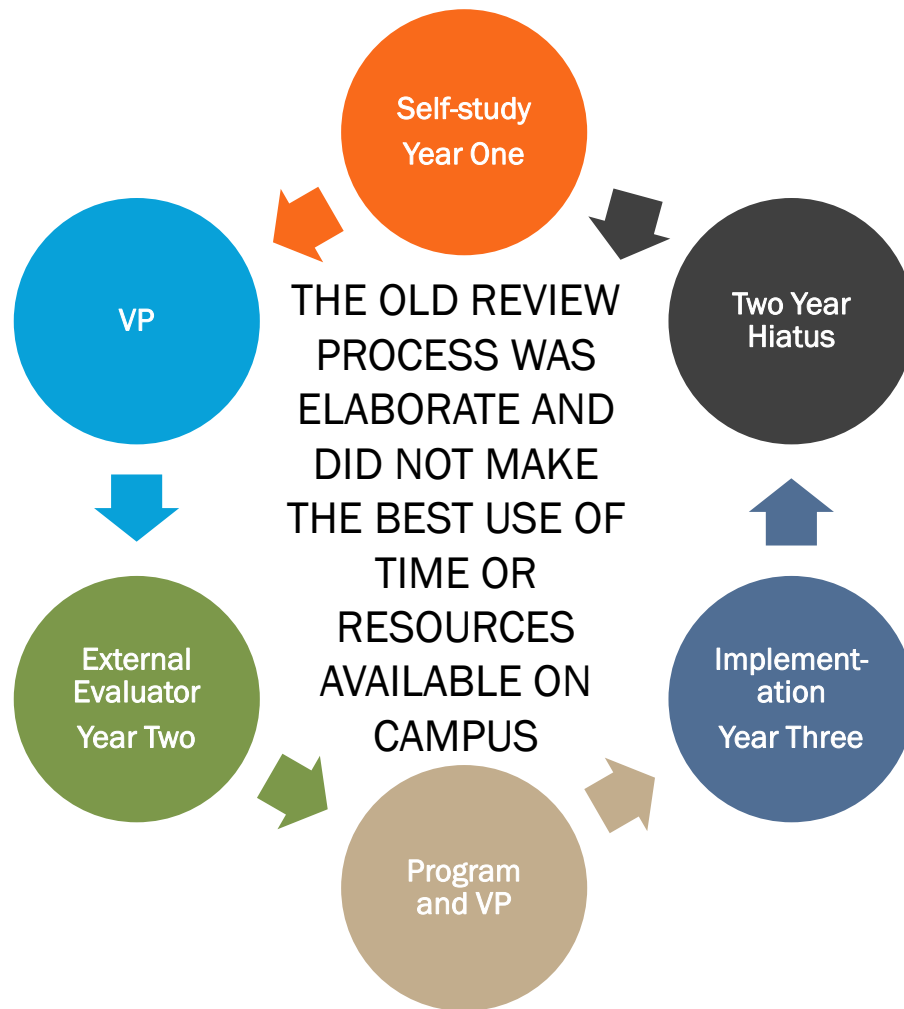 Self-study
Year One
VP
Two Year
Hiatus
THE OLD REVIEW
PROCESS WAS
ELABORATE AND
DID NOT MAKE
THE BEST USE OF
TIME OR
RESOURCES
AVAILABLE ON
CAMPUS
External
Evaluator
Year Two
Implement-
ation
Year Three
Program
and VP